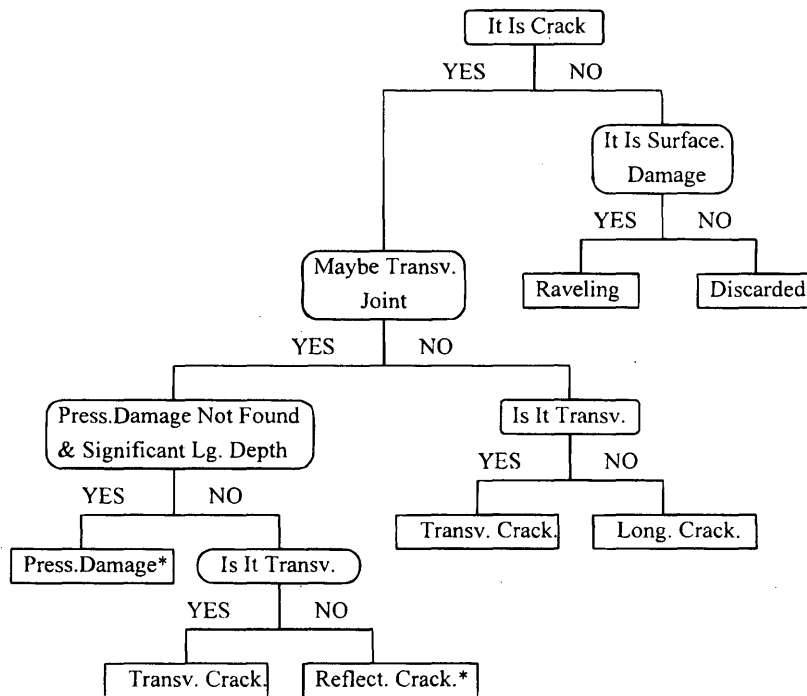 It Is Crack
YES NO
It Is Surface.
Damage
YES NO
Raveling Discarded
Maybe Transv.
Joint
YES NO
Press.Damage Not Found
& Significant Lg. Depth
Is It Transv.
YES NO
Transv. Crack. Long. Crack.
YES NO
Press.Damage* Is It Transv.
YES NO
Transv. Crack. Reflect. Crack.*